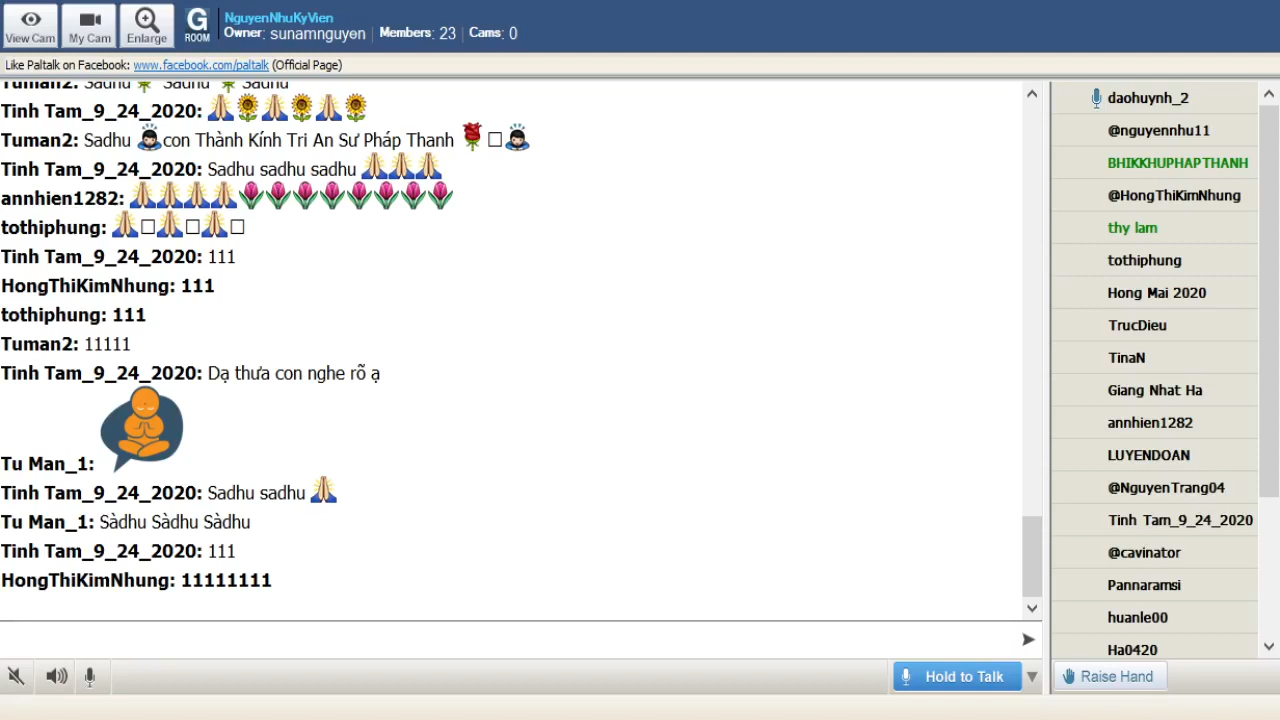 View Cam
My Cam
Enlarge
G
ROOM
NguyenNhuKyVien
Owner: sunamnguyen | Members: 23 | Cams: 0
Like Paltalk on Facebook: www.facebook.com/paltalk (Official Page)
Tuman2: Sadhu 🌹 Sadhu 🌹 Sadhu
Tinh Tam_9_24_2020: 🙏🌻🙏🌻🙏🌻
Tuman2: Sadhu 🙇con Thành Kính Tri An Sư Pháp Thanh 🌹□🙇
Tinh Tam_9_24_2020: Sadhu sadhu sadhu 🙏🙏🙏
annhien1282: 🙏🙏🙏🙏🌷🌷🌷🌷🌷🌷🌷🌷
tothiphung: 🙏□🙏□🙏□
Tinh Tam_9_24_2020: 111
HongThiKimNhung: 111
tothiphung: 111
Tuman2: 11111
Tinh Tam_9_24_2020: Dạ thưa con nghe rõ ạ
Tu Man_1:
Tinh Tam_9_24_2020: Sadhu sadhu 🙏
Tu Man_1: Sàdhu Sàdhu Sàdhu
Tinh Tam_9_24_2020: 111
HongThiKimNhung: 11111111
Hold to Talk
daohuynh_2
@nguyennhu11
BHIKKHUPHAPTHANH
@HongThiKimNhung
thy lam
tothiphung
Hong Mai 2020
TrucDieu
TinaN
Giang Nhat Ha
annhien1282
LUYENDOAN
@NguyenTrang04
Tinh Tam_9_24_2020
@cavinator
Pannaramsi
huanle00
Ha0420
Raise Hand